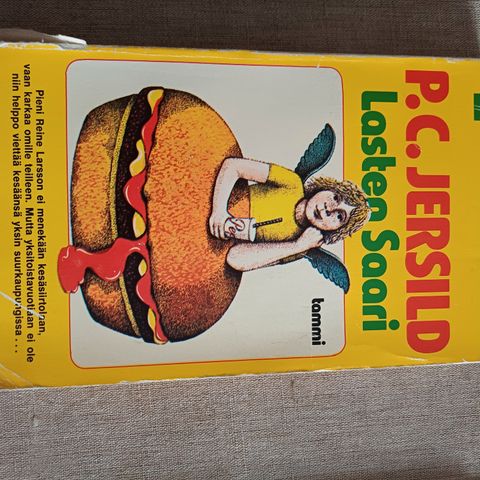 P.C. JERSILD
Lasten Saari
tammi
Pieni Reine Larsson ei menekään kesäsiirtolaan,
vaan karkaa omille teilleen. Mutta yksitoistavuotiaan ei ole
niin helppo viettää kesäänsä yksin suurkaupungissa...